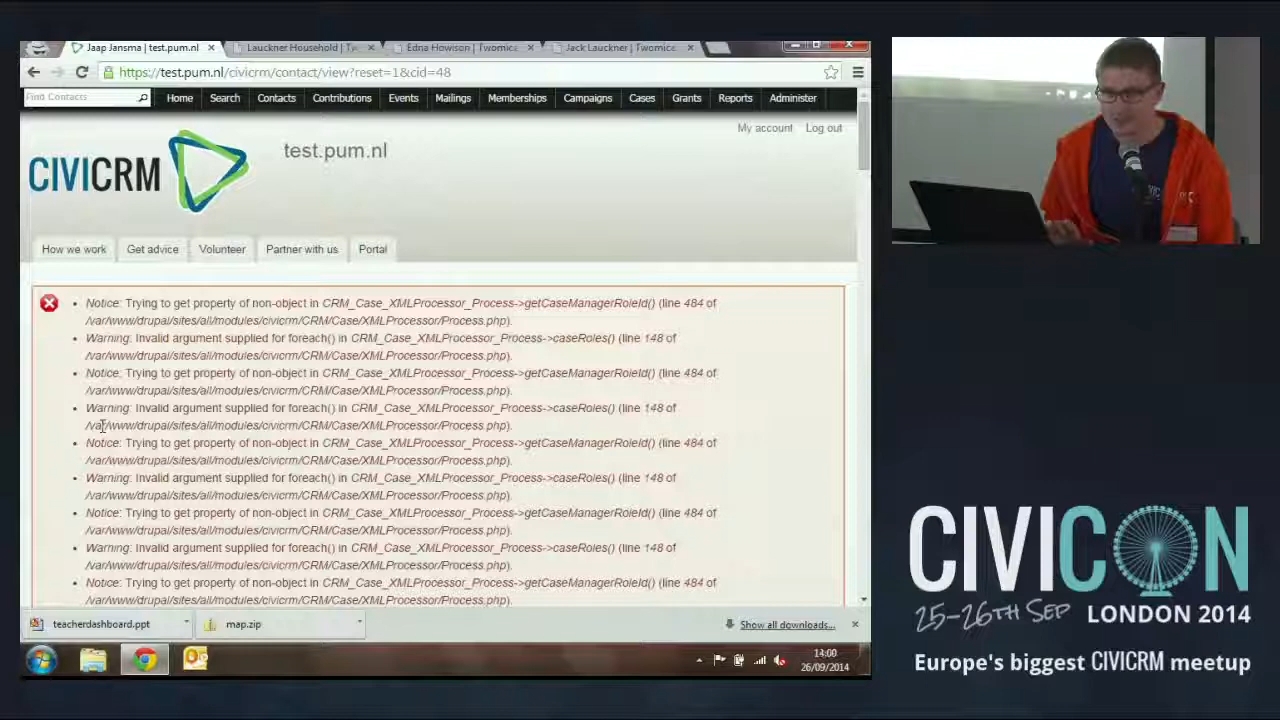 Jaap Jansma | test.pum.nl
Lauckner Household | Tw
Edna Howison | Twomice
Jack Lauckner | Twomice
https://test.pum.nl/civicrm/contact/view?reset=1&cid=48
Find Contacts
Home Search Contacts Contributions Events Mailings Memberships Campaigns Cases Grants Reports Administer
My account Log out
CIVICRM
test.pum.nl
How we work Get advice Volunteer Partner with us Portal
Notice: Trying to get property of non-object in CRM_Case_XMLProcessor_Process->getCaseManagerRoleId() (line 484 of
/var/www/drupal/sites/all/modules/civicrm/CRM/Case/XMLProcessor/Process.php).
Warning: Invalid argument supplied for foreach() in CRM_Case_XMLProcessor_Process->caseRoles() (line 148 of
/var/www/drupal/sites/all/modules/civicrm/CRM/Case/XMLProcessor/Process.php).
Notice: Trying to get property of non-object in CRM_Case_XMLProcessor_Process->getCaseManagerRoleId() (line 484 of
/var/www/drupal/sites/all/modules/civicrm/CRM/Case/XMLProcessor/Process.php).
Warning: Invalid argument supplied for foreach() in CRM_Case_XMLProcessor_Process->caseRoles() (line 148 of
/var/www/drupal/sites/all/modules/civicrm/CRM/Case/XMLProcessor/Process.php).
Notice: Trying to get property of non-object in CRM_Case_XMLProcessor_Process->getCaseManagerRoleId() (line 484 of
/var/www/drupal/sites/all/modules/civicrm/CRM/Case/XMLProcessor/Process.php).
Warning: Invalid argument supplied for foreach() in CRM_Case_XMLProcessor_Process->caseRoles() (line 148 of
/var/www/drupal/sites/all/modules/civicrm/CRM/Case/XMLProcessor/Process.php).
Notice: Trying to get property of non-object in CRM_Case_XMLProcessor_Process->getCaseManagerRoleId() (line 484 of
/var/www/drupal/sites/all/modules/civicrm/CRM/Case/XMLProcessor/Process.php).
Warning: Invalid argument supplied for foreach() in CRM_Case_XMLProcessor_Process->caseRoles() (line 148 of
/var/www/drupal/sites/all/modules/civicrm/CRM/Case/XMLProcessor/Process.php).
Notice: Trying to get property of non-object in CRM_Case_XMLProcessor_Process->getCaseManagerRoleId() (line 484 of
/var/www/drupal/sites/all/modules/civicrm/CRM/Case/XMLProcessor/Process.php).
teacherdashboard.ppt
map.zip
Show all downloads...
14:00
26/09/2014
CIVICON
25-26TH SEP LONDON 2014
Europe's biggest CIVICRM meetup